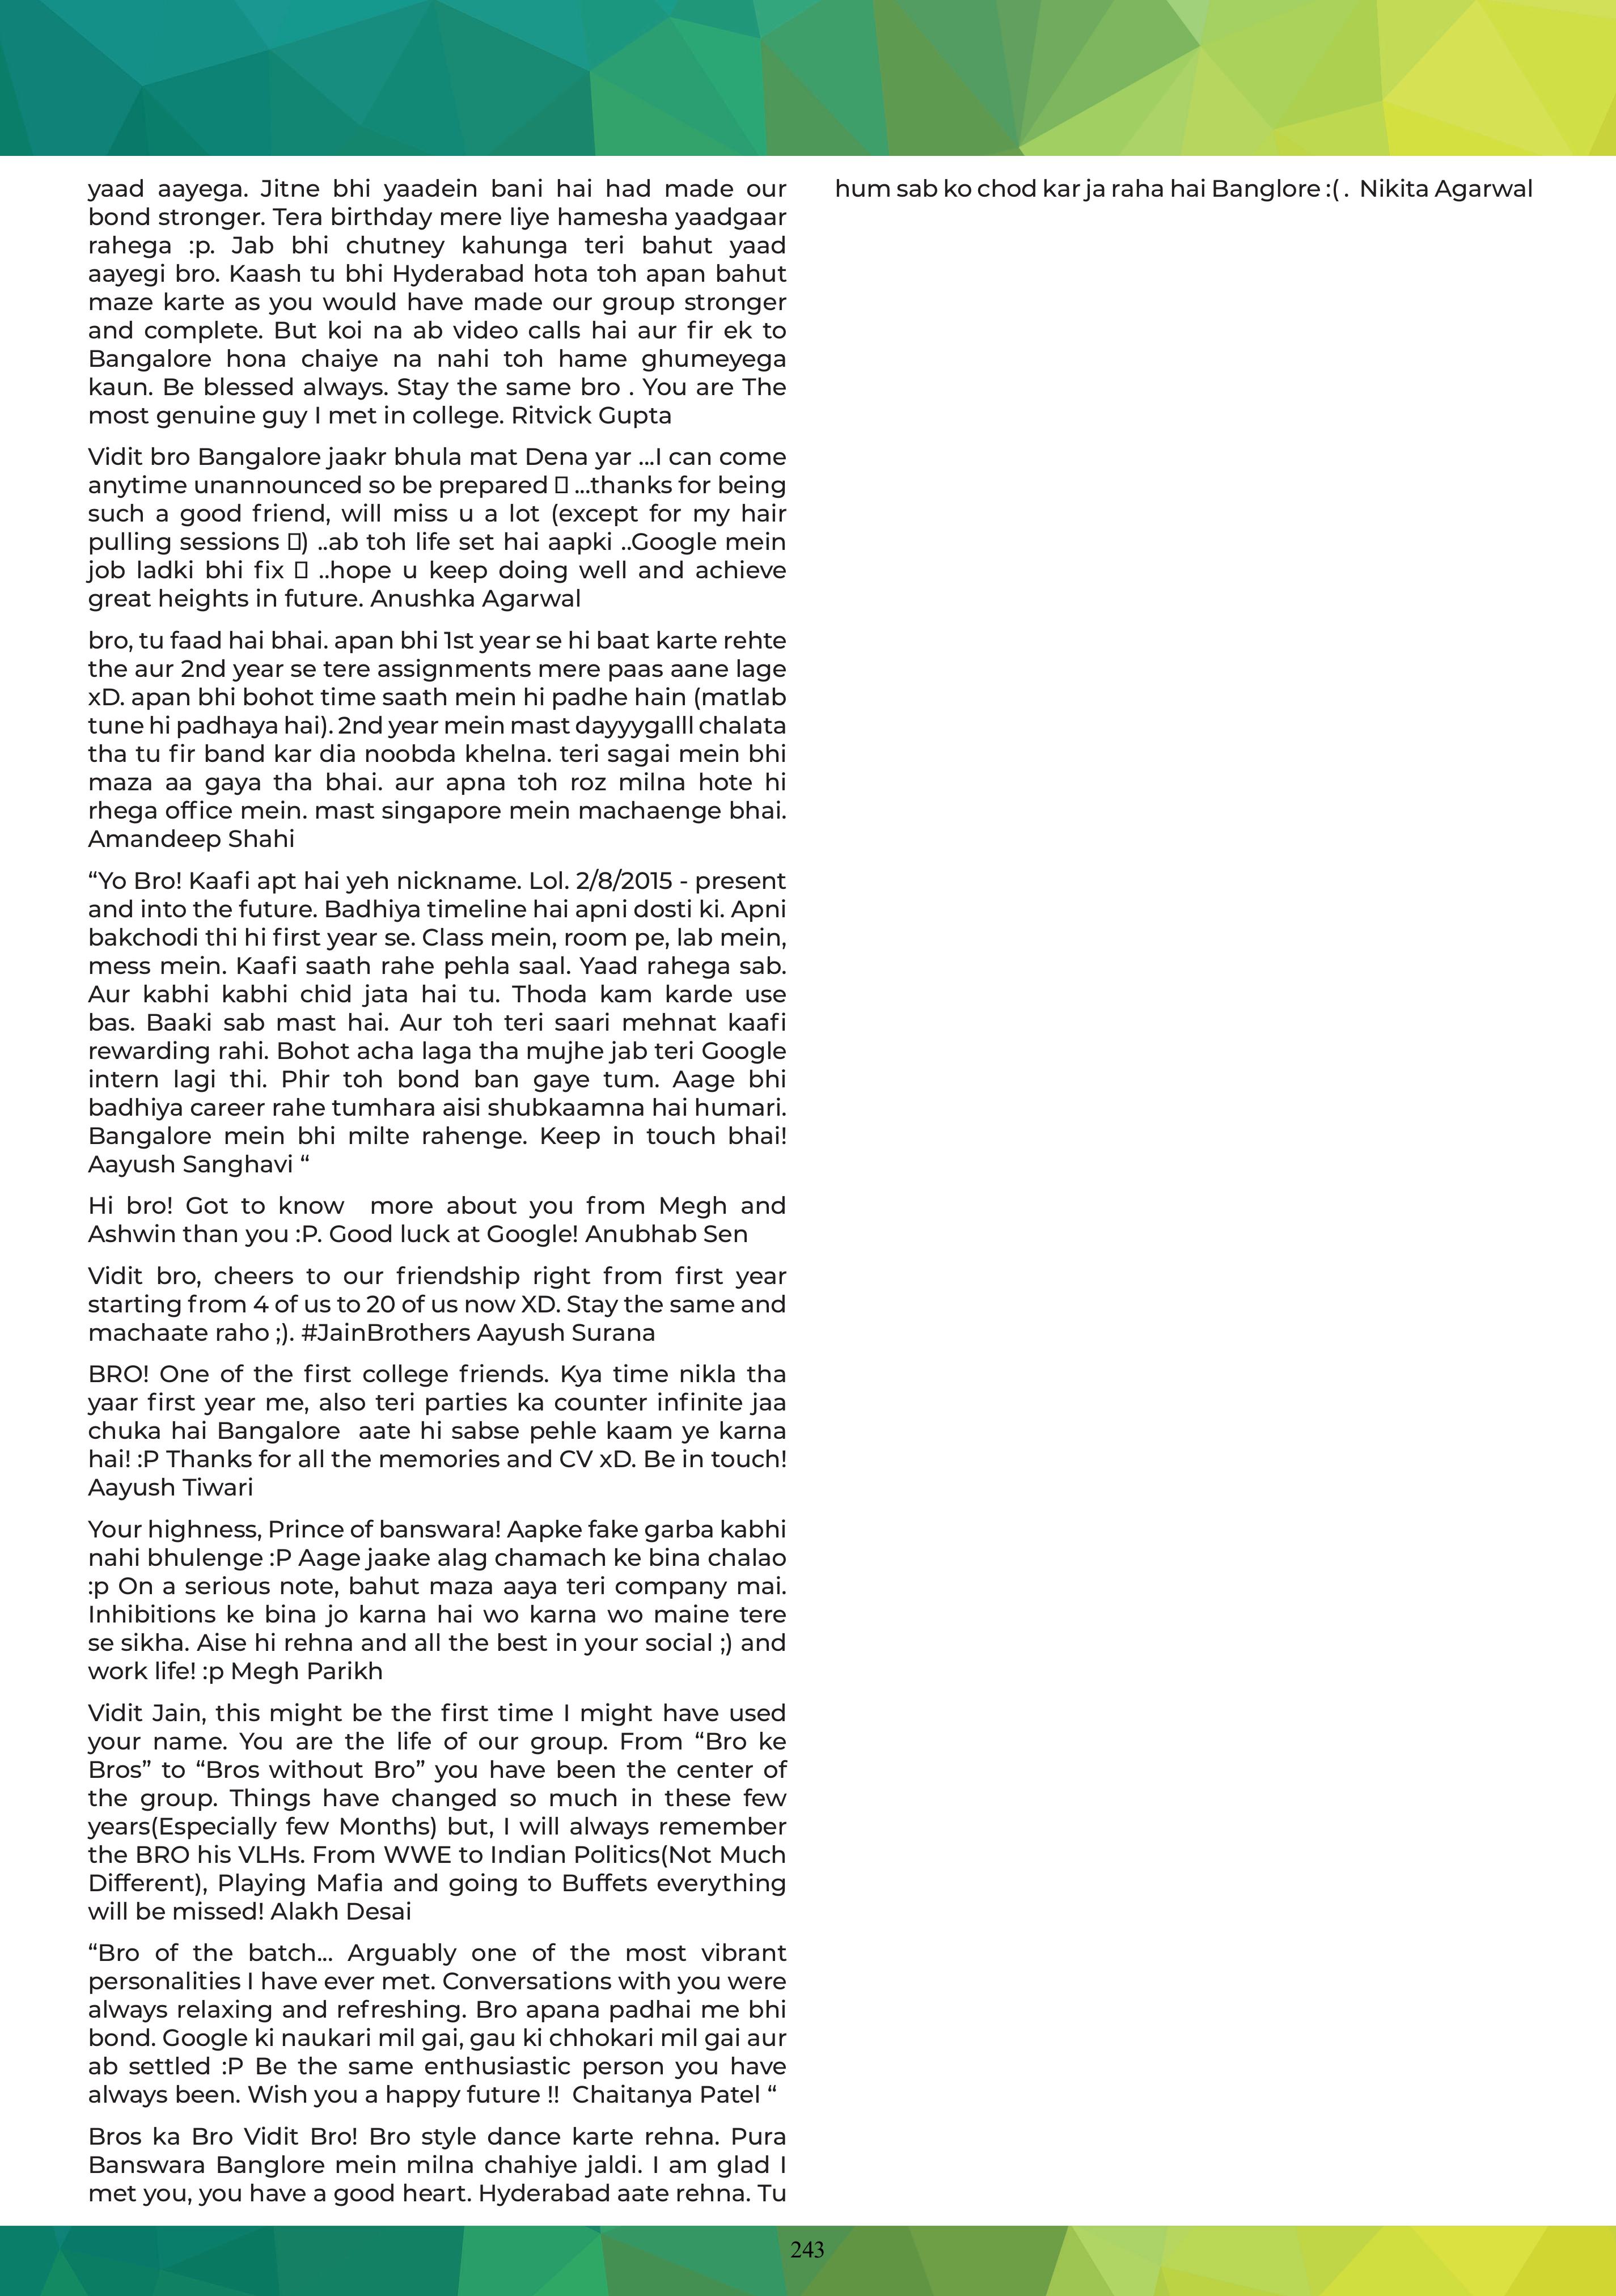 yaad aayega. Jitne bhi yaadein bani hai had made our
bond stronger. Tera birthday mere liye hamesha yaadgaar
rahega :p. Jab bhi chutney kahunga teri bahut yaad
aayegi bro. Kaash tu bhi Hyderabad hota toh apan bahut
maze karte as you would have made our group stronger
and complete. But koi na ab video calls hai aur fir ek to
Bangalore hona chaiye na nahi toh hame ghumeyega
kaun. Be blessed always. Stay the same bro . You are The
most genuine guy I met in college. Ritvick Gupta
Vidit bro Bangalore jaakr bhula mat Dena yar ...I can come
anytime unannounced so be prepared  ...thanks for being
such a good friend, will miss u a lot (except for my hair
pulling sessions ) ..ab toh life set hai aapki ..Google mein
job ladki bhi fix  ..hope u keep doing well and achieve
great heights in future. Anushka Agarwal
bro, tu faad hai bhai. apan bhi 1st year se hi baat karte rehte
the aur 2nd year se tere assignments mere paas aane lage
xD. apan bhi bohot time saath mein hi padhe hain (matlab
tune hi padhaya hai). 2nd year mein mast dayyygalll chalata
tha tu fir band kar dia noobda khelna. teri sagai mein bhi
maza aa gaya tha bhai. aur apna toh roz milna hote hi
rhega office mein. mast singapore mein machaenge bhai.
Amandeep Shahi
“Yo Bro! Kaafi apt hai yeh nickname. Lol. 2/8/2015 - present
and into the future. Badhiya timeline hai apni dosti ki. Apni
bakchodi thi hi first year se. Class mein, room pe, lab mein,
mess mein. Kaafi saath rahe pehla saal. Yaad rahega sab.
Aur kabhi kabhi chid jata hai tu. Thoda kam karde use
bas. Baaki sab mast hai. Aur toh teri saari mehnat kaafi
rewarding rahi. Bohot acha laga tha mujhe jab teri Google
intern lagi thi. Phir toh bond ban gaye tum. Aage bhi
badhiya career rahe tumhara aisi shubkaamna hai humari.
Bangalore mein bhi milte rahenge. Keep in touch bhai!
Aayush Sanghavi “
Hi bro! Got to know  more about you from Megh and
Ashwin than you :P. Good luck at Google! Anubhab Sen
Vidit bro, cheers to our friendship right from first year
starting from 4 of us to 20 of us now XD. Stay the same and
machaate raho ;). #JainBrothers Aayush Surana
BRO! One of the first college friends. Kya time nikla tha
yaar first year me, also teri parties ka counter infinite jaa
chuka hai Bangalore  aate hi sabse pehle kaam ye karna
hai! :P Thanks for all the memories and CV xD. Be in touch!
Aayush Tiwari
Your highness, Prince of banswara! Aapke fake garba kabhi
nahi bhulenge :P Aage jaake alag chamach ke bina chalao
:p On a serious note, bahut maza aaya teri company mai.
Inhibitions ke bina jo karna hai wo karna wo maine tere
se sikha. Aise hi rehna and all the best in your social ;) and
work life! :p Megh Parikh
Vidit Jain, this might be the first time I might have used
your name. You are the life of our group. From “Bro ke
Bros” to “Bros without Bro” you have been the center of
the group. Things have changed so much in these few
years(Especially few Months) but, I will always remember
the BRO his VLHs. From WWE to Indian Politics(Not Much
Different), Playing Mafia and going to Buffets everything
will be missed! Alakh Desai
“Bro of the batch... Arguably one of the most vibrant
personalities I have ever met. Conversations with you were
always relaxing and refreshing. Bro apana padhai me bhi
bond. Google ki naukari mil gai, gau ki chhokari mil gai aur
ab settled :P Be the same enthusiastic person you have
always been. Wish you a happy future !!  Chaitanya Patel “
Bros ka Bro Vidit Bro! Bro style dance karte rehna. Pura
Banswara Banglore mein milna chahiye jaldi. I am glad I
met you, you have a good heart. Hyderabad aate rehna. Tu
hum sab ko chod kar ja raha hai Banglore :( .  Nikita Agarwal
243